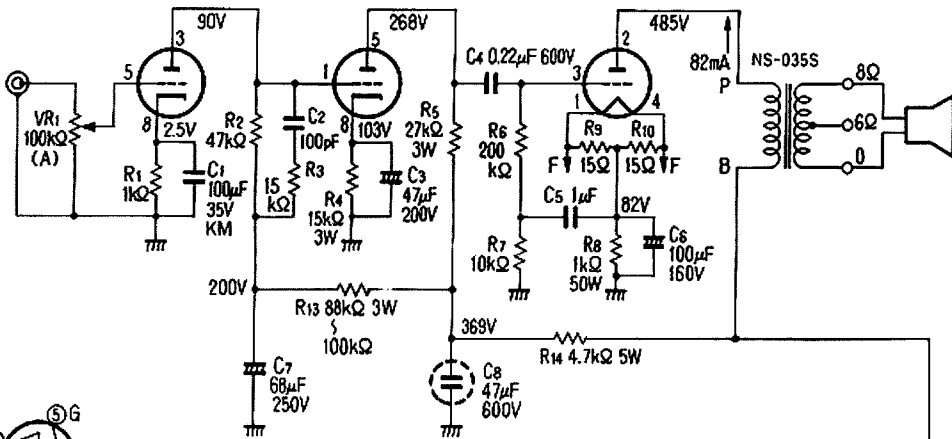 90V
268V
485V
C4 0.22μF 600V
82mA
NS-035S
3
5
2
5
1
3
1
4
P
8Ω
6Ω
0
B
VR1
100kΩ
(A)
8
2.5V
R1
1kΩ
C1
100μF
35V
KM
R2
47kΩ
C2
100pF
R3
15
kΩ
8
103V
R4
15kΩ
3W
C3
47μF
200V
R5
27kΩ
3W
R6
200
kΩ
R9
15Ω
R10
15Ω
F
F
C5 1μF
82V
R7
10kΩ
R8
1kΩ
50W
C6
100μF
160V
200V
R13 88kΩ 3W
⌇
100kΩ
369V
R14 4.7kΩ 5W
C7
68μF
250V
C8
47μF
600V
⑤G